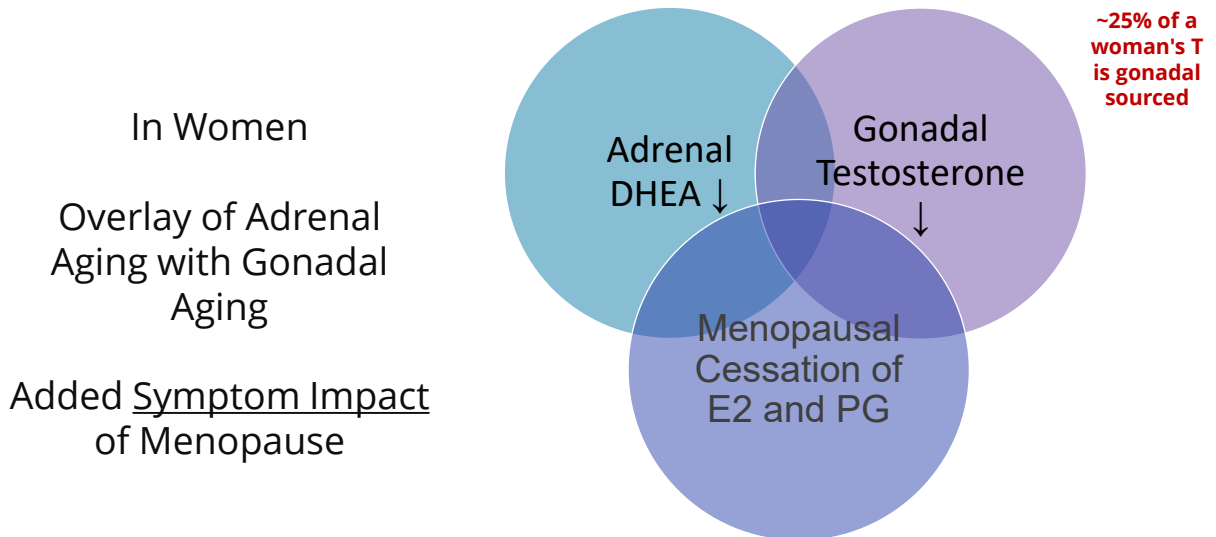 In Women
Overlay of Adrenal
Aging with Gonadal
Aging
Added Symptom Impact
of Menopause
Adrenal
DHEA ↓
Gonadal
Testosterone
↓
Menopausal
Cessation of
E2 and PG
~25% of a
woman's T
is gonadal
sourced